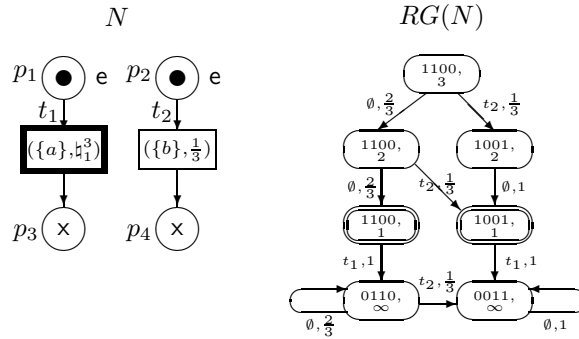 N
RG(N)
p₁ e p₂ e
t₁ t₂
({a},♮³₁) ({b},1/3)
p₃ x p₄ x
1100,
3
∅,2/3 t₂,1/3
1100,
2
1001,
2
∅,2/3 t₂,1/3 ∅,1
1100,
1
1001,
1
t₁,1 t₁,1
0110,
∞
t₂,1/3
0011,
∞
∅,2/3 ∅,1